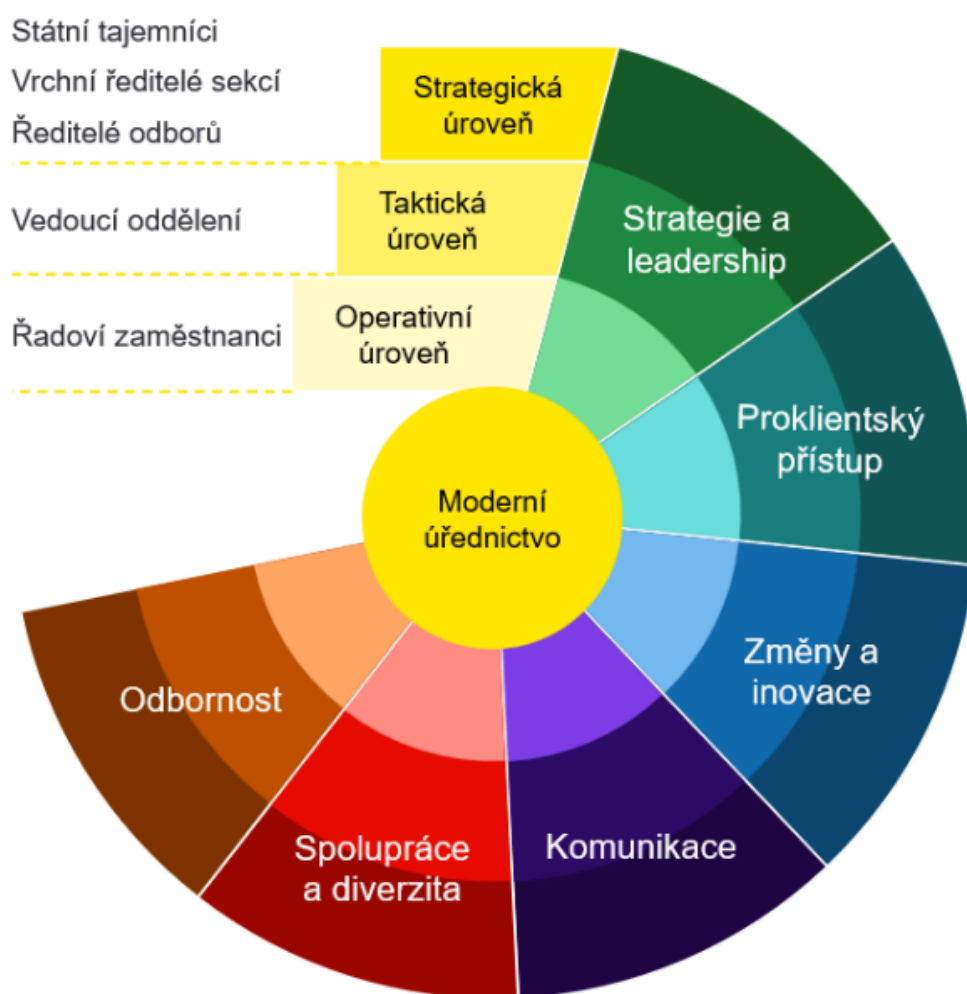 Státní tajemníci
Vrchní ředitelé sekcí
Ředitelé odborů
Strategická
úroveň
Vedoucí oddělení
Taktická
úroveň
Řadoví zaměstnanci
Operativní
úroveň
Moderní
úřednictvo
Strategie a
leadership
Proklientský
přístup
Změny a
inovace
Komunikace
Spolupráce
a diverzita
Odbornost